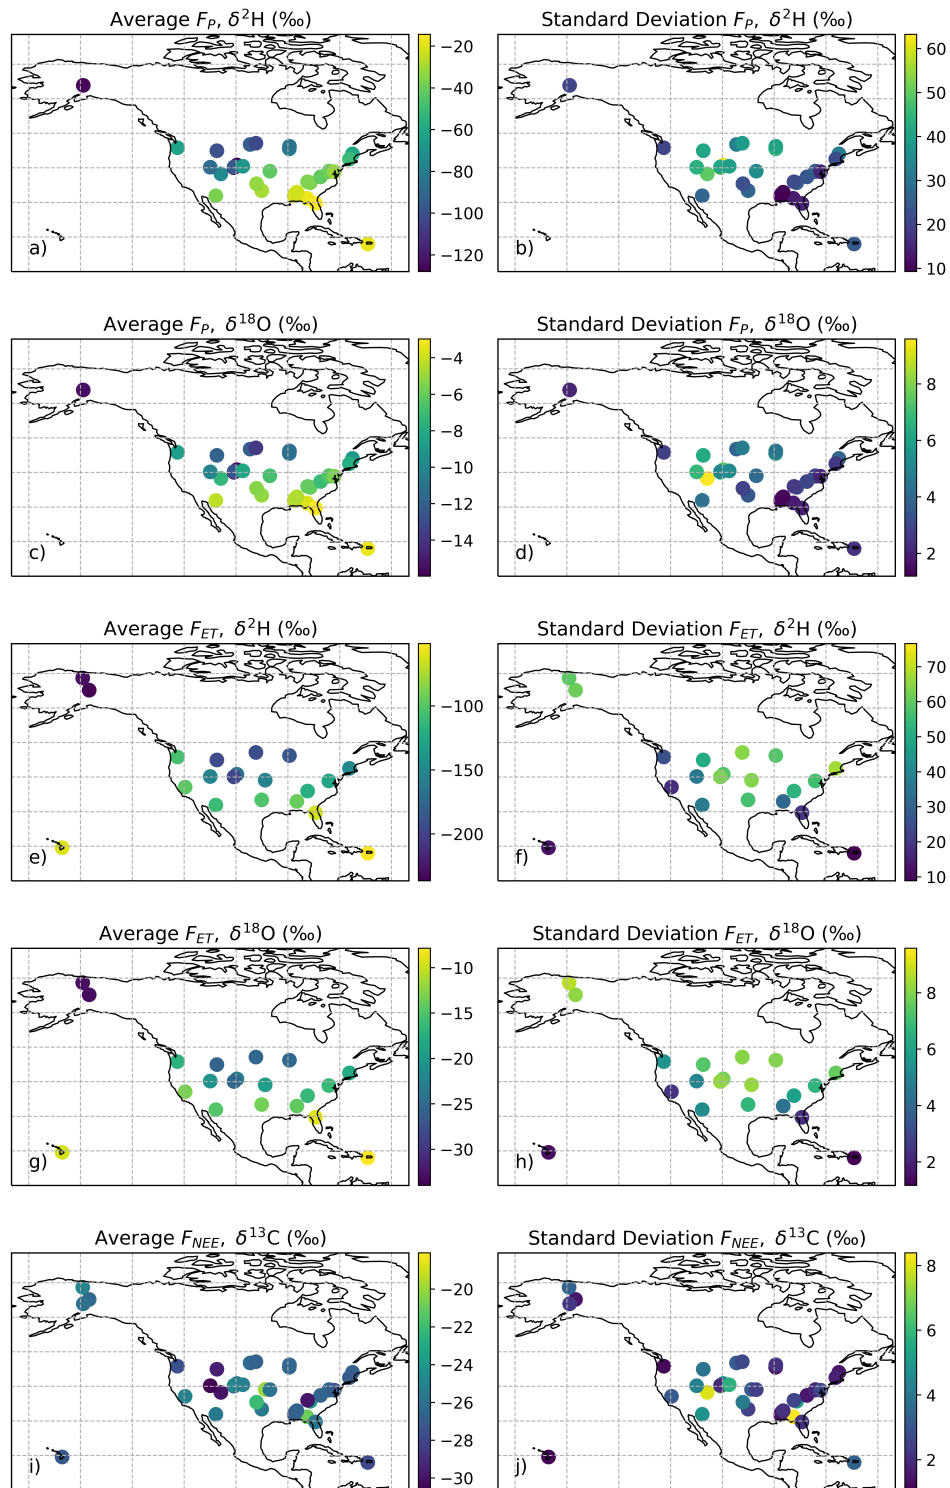 Average F_P, δ²H (‰)
Standard Deviation F_P, δ²H (‰)
−20
−40
−60
−80
−100
−120
a)
60
50
40
30
20
10
b)
Average F_P, δ¹⁸O (‰)
Standard Deviation F_P, δ¹⁸O (‰)
−4
−6
−8
−10
−12
−14
c)
8
6
4
2
d)
Average F_ET, δ²H (‰)
Standard Deviation F_ET, δ²H (‰)
−100
−150
−200
e)
70
60
50
40
30
20
10
f)
Average F_ET, δ¹⁸O (‰)
Standard Deviation F_ET, δ¹⁸O (‰)
−10
−15
−20
−25
−30
g)
8
6
4
2
h)
Average F_NEE, δ¹³C (‰)
Standard Deviation F_NEE, δ¹³C (‰)
−20
−22
−24
−26
−28
−30
i)
8
6
4
2
j)